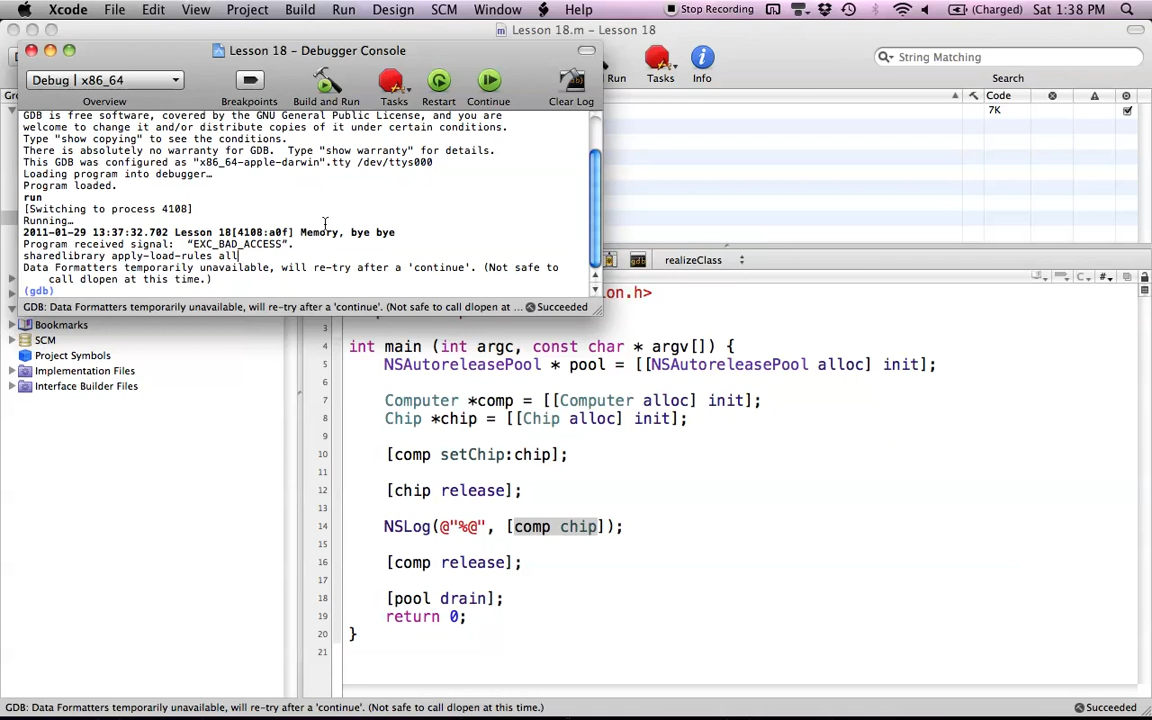 Xcode File Edit View Project Build Run Design SCM Window Help Stop Recording (Charged) Sat 1:38 PM
Lesson 18.m - Lesson 18
Lesson 18 - Debugger Console
Debug | x86_64
Overview Breakpoints Build and Run Tasks Restart Continue Clear Log
Run Tasks Info
String Matching
Search
Code
7K
GDB is free software, covered by the GNU General Public License, and you are
welcome to change it and/or distribute copies of it under certain conditions.
Type "show copying" to see the conditions.
There is absolutely no warranty for GDB. Type "show warranty" for details.
This GDB was configured as "x86_64-apple-darwin".tty /dev/ttys000
Loading program into debugger…
Program loaded.
run
[Switching to process 4108]
Running…
2011-01-29 13:37:32.702 Lesson 18[4108:a0f] Memory, bye bye
Program received signal: “EXC_BAD_ACCESS”.
sharedlibrary apply-load-rules all
Data Formatters temporarily unavailable, will re-try after a 'continue'. (Not safe to
call dlopen at this time.)
(gdb)
GDB: Data Formatters temporarily unavailable, will re-try after a 'continue'. (Not safe to call dlopen at ... Succeeded
realizeClass
C, #,
Bookmarks
SCM
Project Symbols
Implementation Files
Interface Builder Files
ion.h>
3
4 int main (int argc, const char * argv[]) {
5 NSAutoreleasePool * pool = [[NSAutoreleasePool alloc] init];
6
7 Computer *comp = [[Computer alloc] init];
8 Chip *chip = [[Chip alloc] init];
9
10 [comp setChip:chip];
11
12 [chip release];
13
14 NSLog(@"%@", [comp chip]);
15
16 [comp release];
17
18 [pool drain];
19 return 0;
20 }
21
GDB: Data Formatters temporarily unavailable, will re-try after a 'continue'. (Not safe to call dlopen at this time.) Succeeded